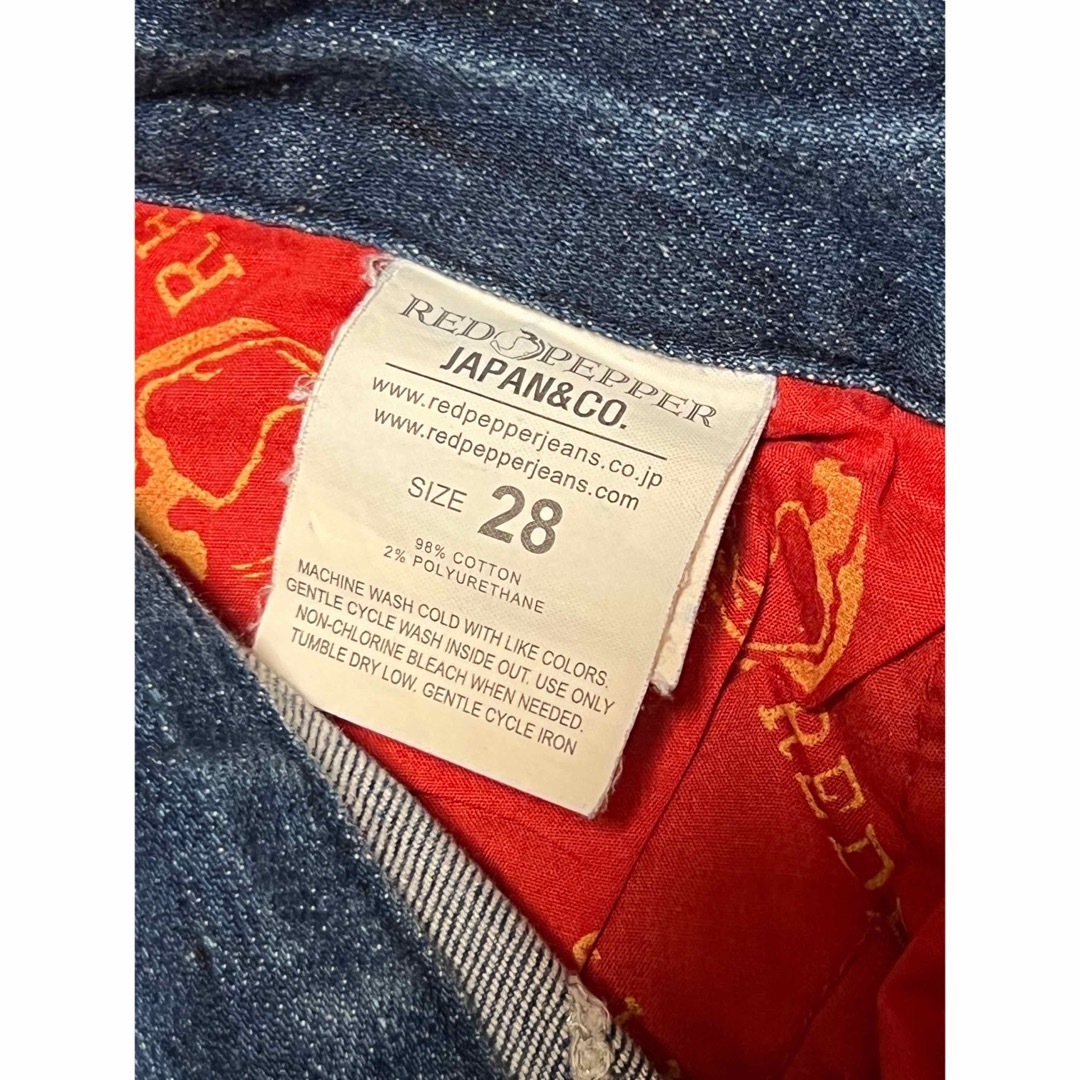 RED PEPPER
JAPAN&CO.
www.redpepperjeans.co.jp
www.redpepperjeans.com
SIZE 28
98% COTTON
2% POLYURETHANE
MACHINE WASH COLD WITH LIKE COLORS.
GENTLE CYCLE WASH INSIDE OUT. USE ONLY
NON-CHLORINE BLEACH WHEN NEEDED.
TUMBLE DRY LOW. GENTLE CYCLE IRON
RED